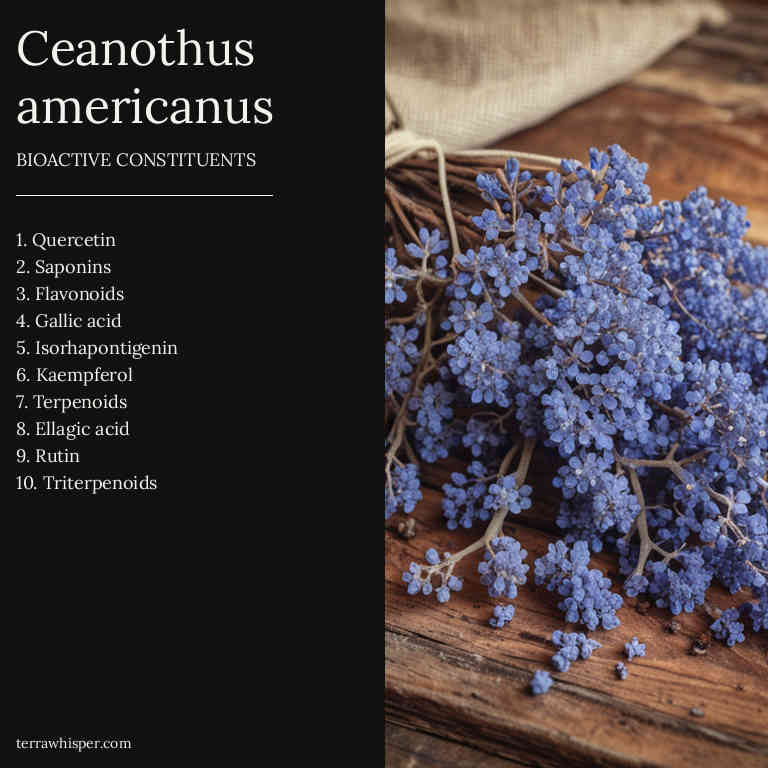 Ceanothus
americanus
BIOACTIVE CONSTITUENTS
1. Quercetin
2. Saponins
3. Flavonoids
4. Gallic acid
5. Isorhapontigenin
6. Kaempferol
7. Terpenoids
8. Ellagic acid
9. Rutin
10. Triterpenoids
terrawhisper.com